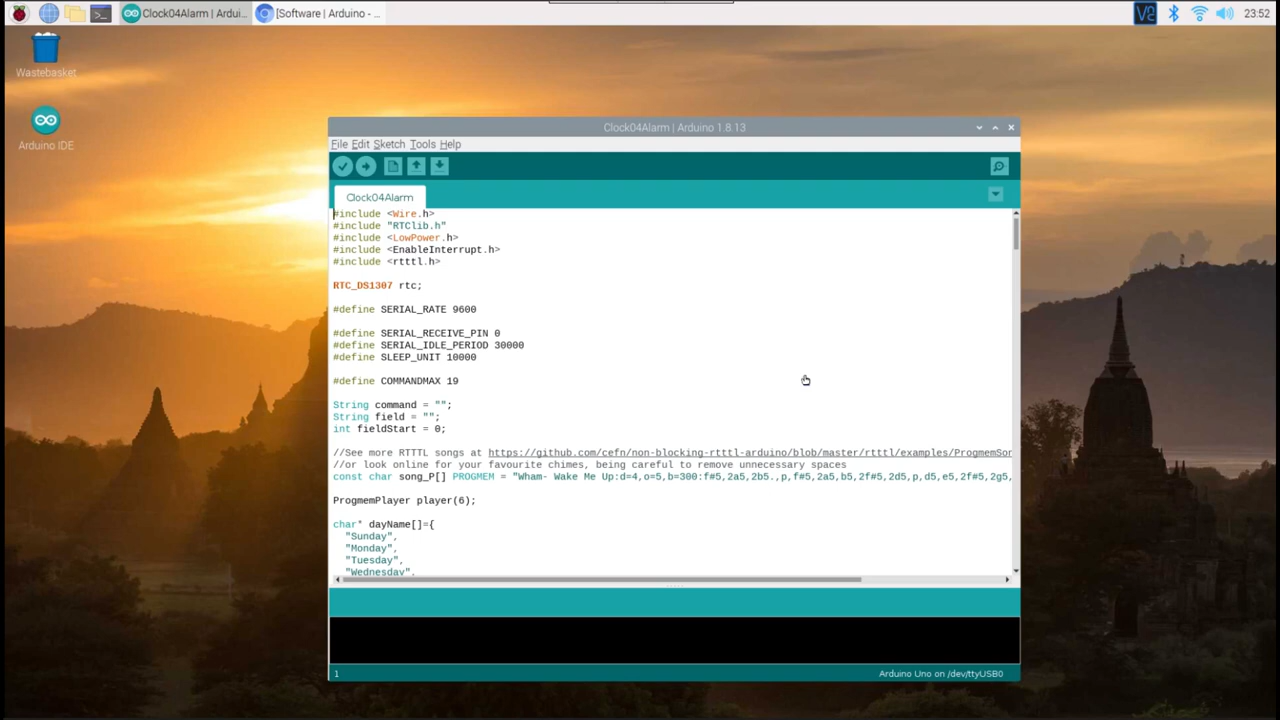 Clock04Alarm | Ardui...
[Software | Arduino - ...
23:52
Wastebasket
Arduino IDE
Clock04Alarm | Arduino 1.8.13
File Edit Sketch Tools Help
Clock04Alarm
#include <Wire.h>
#include "RTClib.h"
#include <LowPower.h>
#include <EnableInterrupt.h>
#include <rtttl.h>
RTC_DS1307 rtc;
#define SERIAL_RATE 9600
#define SERIAL_RECEIVE_PIN 0
#define SERIAL_IDLE_PERIOD 30000
#define SLEEP_UNIT 10000
#define COMMANDMAX 19
String command = "";
String field = "";
int fieldStart = 0;
//See more RTTTL songs at https://github.com/cefn/non-blocking-rtttl-arduino/blob/master/rtttl/examples/ProgmemSon
//or look online for your favourite chimes, being careful to remove unnecessary spaces
const char song_P[] PROGMEM = "Wham- Wake Me Up:d=4,o=5,b=300:f#5,2a5,2b5.,p,f#5,2a5,b5,2f#5,2d5,p,d5,e5,2f#5,2g5,
ProgmemPlayer player(6);
char* dayName[]={
"Sunday",
"Monday",
"Tuesday",
"Wednesday",
1
Arduino Uno on /dev/ttyUSB0